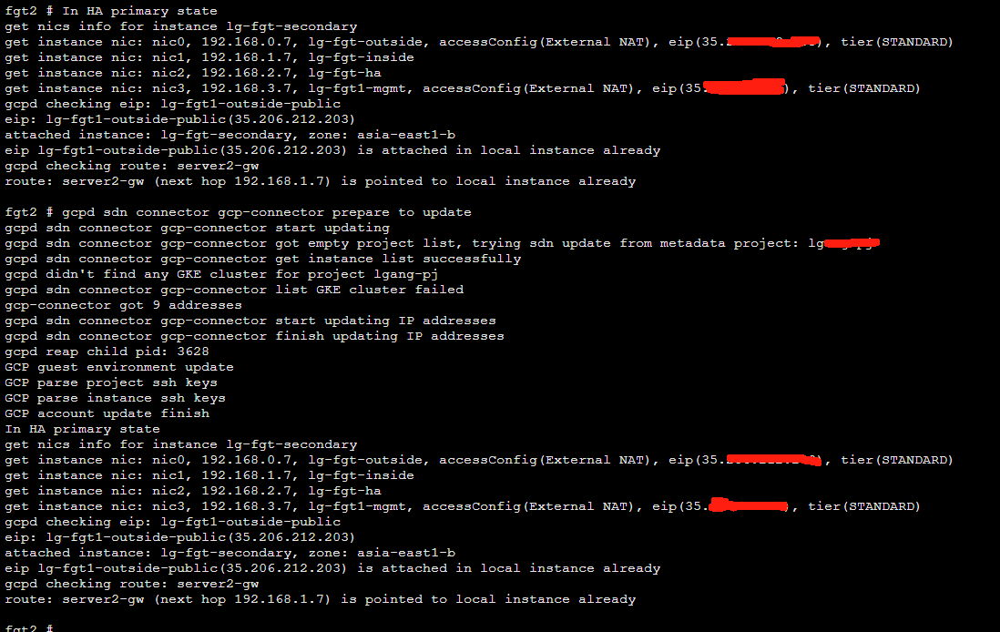 fgt2 # In HA primary state
get nics info for instance lg-fgt-secondary
get instance nic: nic0, 192.168.0.7, lg-fgt-outside, accessConfig(External NAT), eip(35. ), tier(STANDARD)
get instance nic: nic1, 192.168.1.7, lg-fgt-inside
get instance nic: nic2, 192.168.2.7, lg-fgt-ha
get instance nic: nic3, 192.168.3.7, lg-fgt1-mgmt, accessConfig(External NAT), eip(35. ), tier(STANDARD)
gcpd checking eip: lg-fgt1-outside-public
eip: lg-fgt1-outside-public(35.206.212.203)
attached instance: lg-fgt-secondary, zone: asia-east1-b
eip lg-fgt1-outside-public(35.206.212.203) is attached in local instance already
gcpd checking route: server2-gw
route: server2-gw (next hop 192.168.1.7) is pointed to local instance already
fgt2 # gcpd sdn connector gcp-connector prepare to update
gcpd sdn connector gcp-connector start updating
gcpd sdn connector gcp-connector got empty project list, trying sdn update from metadata project: lg
gcpd sdn connector gcp-connector get instance list successfully
gcpd didn't find any GKE cluster for project lgang-pj
gcpd sdn connector gcp-connector list GKE cluster failed
gcp-connector got 9 addresses
gcpd sdn connector gcp-connector start updating IP addresses
gcpd sdn connector gcp-connector finish updating IP addresses
gcpd reap child pid: 3628
GCP guest environment update
GCP parse project ssh keys
GCP parse instance ssh keys
GCP account update finish
In HA primary state
get nics info for instance lg-fgt-secondary
get instance nic: nic0, 192.168.0.7, lg-fgt-outside, accessConfig(External NAT), eip(35. ), tier(STANDARD)
get instance nic: nic1, 192.168.1.7, lg-fgt-inside
get instance nic: nic2, 192.168.2.7, lg-fgt-ha
get instance nic: nic3, 192.168.3.7, lg-fgt1-mgmt, accessConfig(External NAT), eip(35. ), tier(STANDARD)
gcpd checking eip: lg-fgt1-outside-public
eip: lg-fgt1-outside-public(35.206.212.203)
attached instance: lg-fgt-secondary, zone: asia-east1-b
eip lg-fgt1-outside-public(35.206.212.203) is attached in local instance already
gcpd checking route: server2-gw
route: server2-gw (next hop 192.168.1.7) is pointed to local instance already
fgt2 #